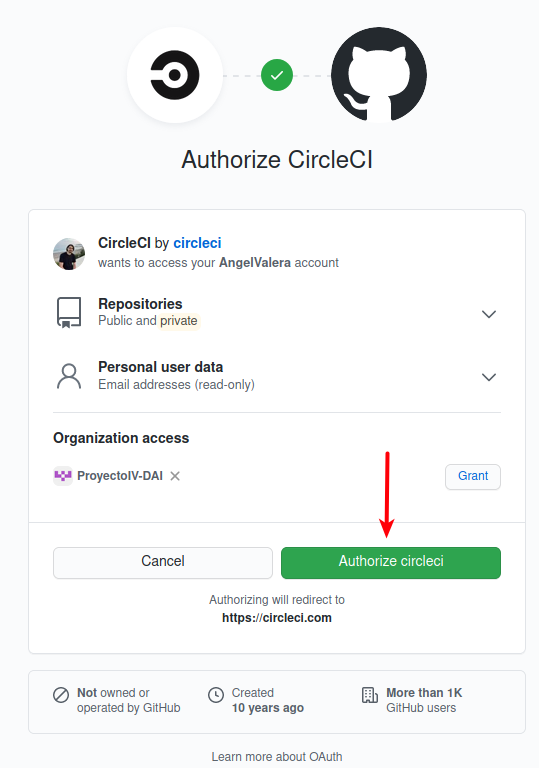 Authorize CircleCI
CircleCI by circleci
wants to access your AngelValera account
Repositories
Public and private
Personal user data
Email addresses (read-only)
Organization access
ProyectoIV-DAI
Grant
Cancel
Authorize circleci
Authorizing will redirect to
https://circleci.com
Not owned or
operated by GitHub
Created
10 years ago
More than 1K
GitHub users
Learn more about OAuth